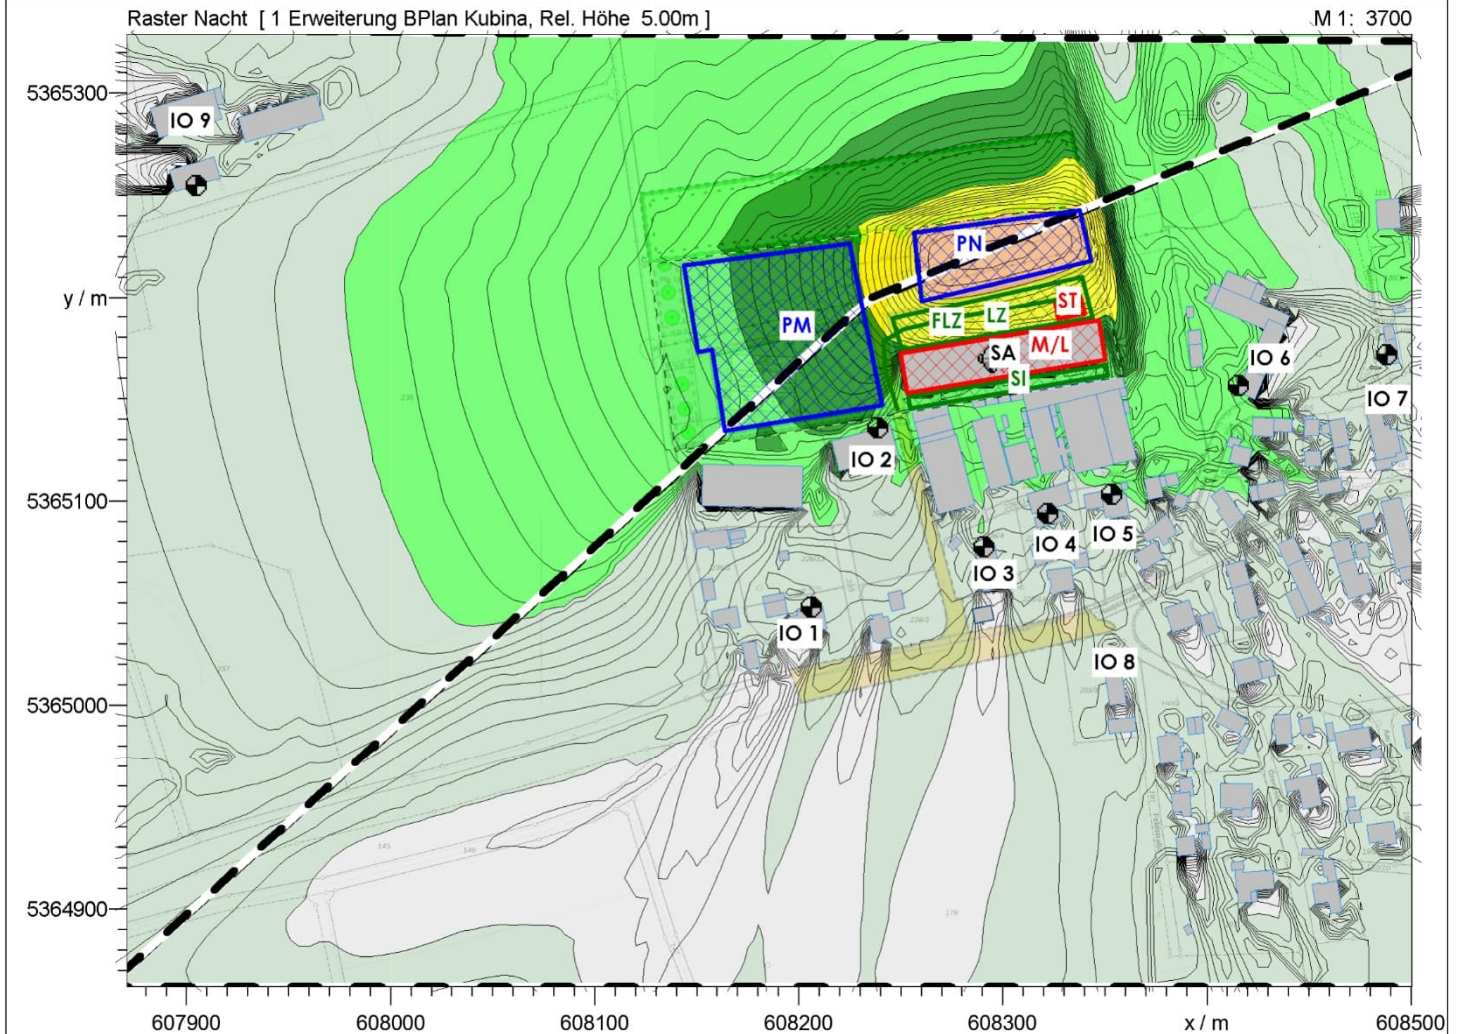 Raster Nacht [ 1 Erweiterung BPlan Kubina, Rel. Höhe 5.00m ]
M 1: 3700
5365300
IO 9
PN
y / m
ST
LZ
FLZ
PM
M/L
SA
IO 6
SI
IO 7
IO 2
5365100
IO 5
IO 4
IO 3
IO 1
IO 8
5365000
5364900
607900
608000
608100
608200
608300
x / m
608500